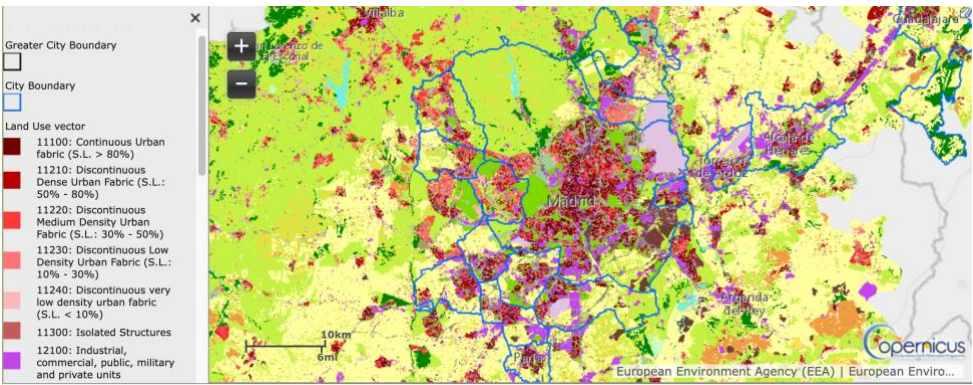 ×
Greater City Boundary
City Boundary
Land Use vector
11100: Continuous Urban
fabric (S.L. > 80%)
11210: Discontinuous
Dense Urban Fabric (S.L.:
50% - 80%)
11220: Discontinuous
Medium Density Urban
Fabric (S.L.: 30% - 50%)
11230: Discontinuous Low
Density Urban Fabric (S.L.:
10% - 30%)
11240: Discontinuous very
low density urban fabric
(S.L. < 10%)
11300: Isolated Structures
12100: Industrial,
commercial, public, military
and private units
+
−
Villalba
Guadalajara
Alcalá de
Henares
Torrejón
de Ardoz
Madrid
Arganda
del Rey
Parla
10km
6mi
opernicus
European Environment Agency (EEA) | European Enviro...